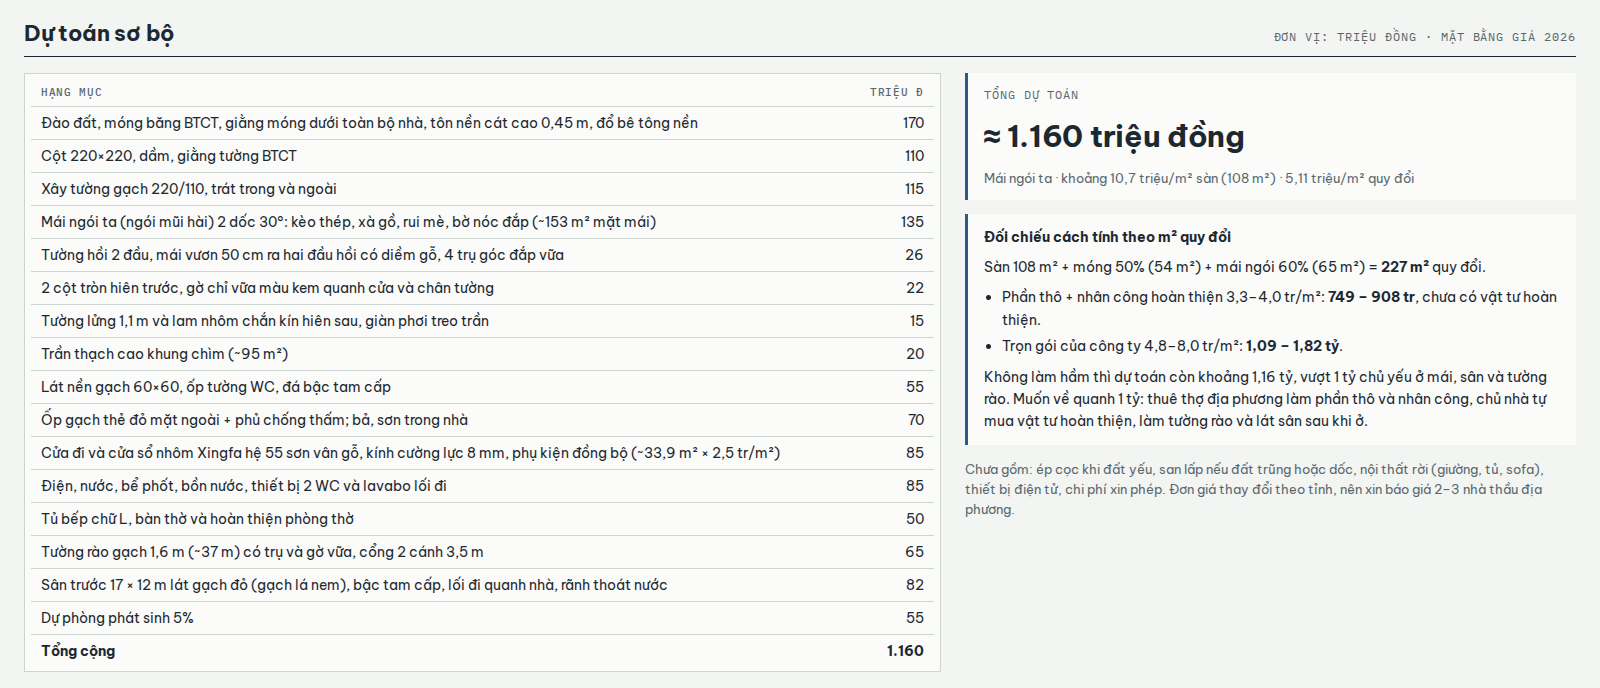 Dự toán sơ bộ
ĐƠN VỊ: TRIỆU ĐỒNG · MẶT BẰNG GIÁ 2026
HẠNG MỤC TRIỆU Đ
Đào đất, móng băng BTCT, giằng móng dưới toàn bộ nhà, tôn nền cát cao 0,45 m, đổ bê tông nền 170
Cột 220×220, dầm, giằng tường BTCT 110
Xây tường gạch 220/110, trát trong và ngoài 115
Mái ngói ta (ngói mũi hài) 2 dốc 30°: kèo thép, xà gồ, rui mè, bờ nóc đắp (~153 m² mặt mái) 135
Tường hồi 2 đầu, mái vươn 50 cm ra hai đầu hồi có diềm gỗ, 4 trụ góc đắp vữa 26
2 cột tròn hiên trước, gờ chỉ vữa màu kem quanh cửa và chân tường 22
Tường lửng 1,1 m và lam nhôm chắn kín hiên sau, giàn phơi treo trần 15
Trần thạch cao khung chìm (~95 m²) 20
Lát nền gạch 60×60, ốp tường WC, đá bậc tam cấp 55
Ốp gạch thẻ đỏ mặt ngoài + phủ chống thấm; bả, sơn trong nhà 70
Cửa đi và cửa sổ nhôm Xingfa hệ 55 sơn vân gỗ, kính cường lực 8 mm, phụ kiện đồng bộ (~33,9 m² × 2,5 tr/m²) 85
Điện, nước, bể phốt, bồn nước, thiết bị 2 WC và lavabo lối đi 85
Tủ bếp chữ L, bàn thờ và hoàn thiện phòng thờ 50
Tường rào gạch 1,6 m (~37 m) có trụ và gờ vữa, cổng 2 cánh 3,5 m 65
Sân trước 17 × 12 m lát gạch đỏ (gạch lá nem), bậc tam cấp, lối đi quanh nhà, rãnh thoát nước 82
Dự phòng phát sinh 5% 55
Tổng cộng 1.160
TỔNG DỰ TOÁN
≈ 1.160 triệu đồng
Mái ngói ta · khoảng 10,7 triệu/m² sàn (108 m²) · 5,11 triệu/m² quy đổi
Đối chiếu cách tính theo m² quy đổi
Sàn 108 m² + móng 50% (54 m²) + mái ngói 60% (65 m²) = 227 m² quy đổi.
• Phần thô + nhân công hoàn thiện 3,3–4,0 tr/m²: 749 – 908 tr, chưa có vật tư hoàn
thiện.
• Trọn gói của công ty 4,8–8,0 tr/m²: 1,09 – 1,82 tỷ.
Không làm hầm thì dự toán còn khoảng 1,16 tỷ, vượt 1 tỷ chủ yếu ở mái, sân và tường
rào. Muốn về quanh 1 tỷ: thuê thợ địa phương làm phần thô và nhân công, chủ nhà tự
mua vật tư hoàn thiện, làm tường rào và lát sân sau khi ở.
Chưa gồm: ép cọc khi đất yếu, san lấp nếu đất trũng hoặc dốc, nội thất rời (giường, tủ, sofa),
thiết bị điện tử, chi phí xin phép. Đơn giá thay đổi theo tỉnh, nên xin báo giá 2–3 nhà thầu địa
phương.